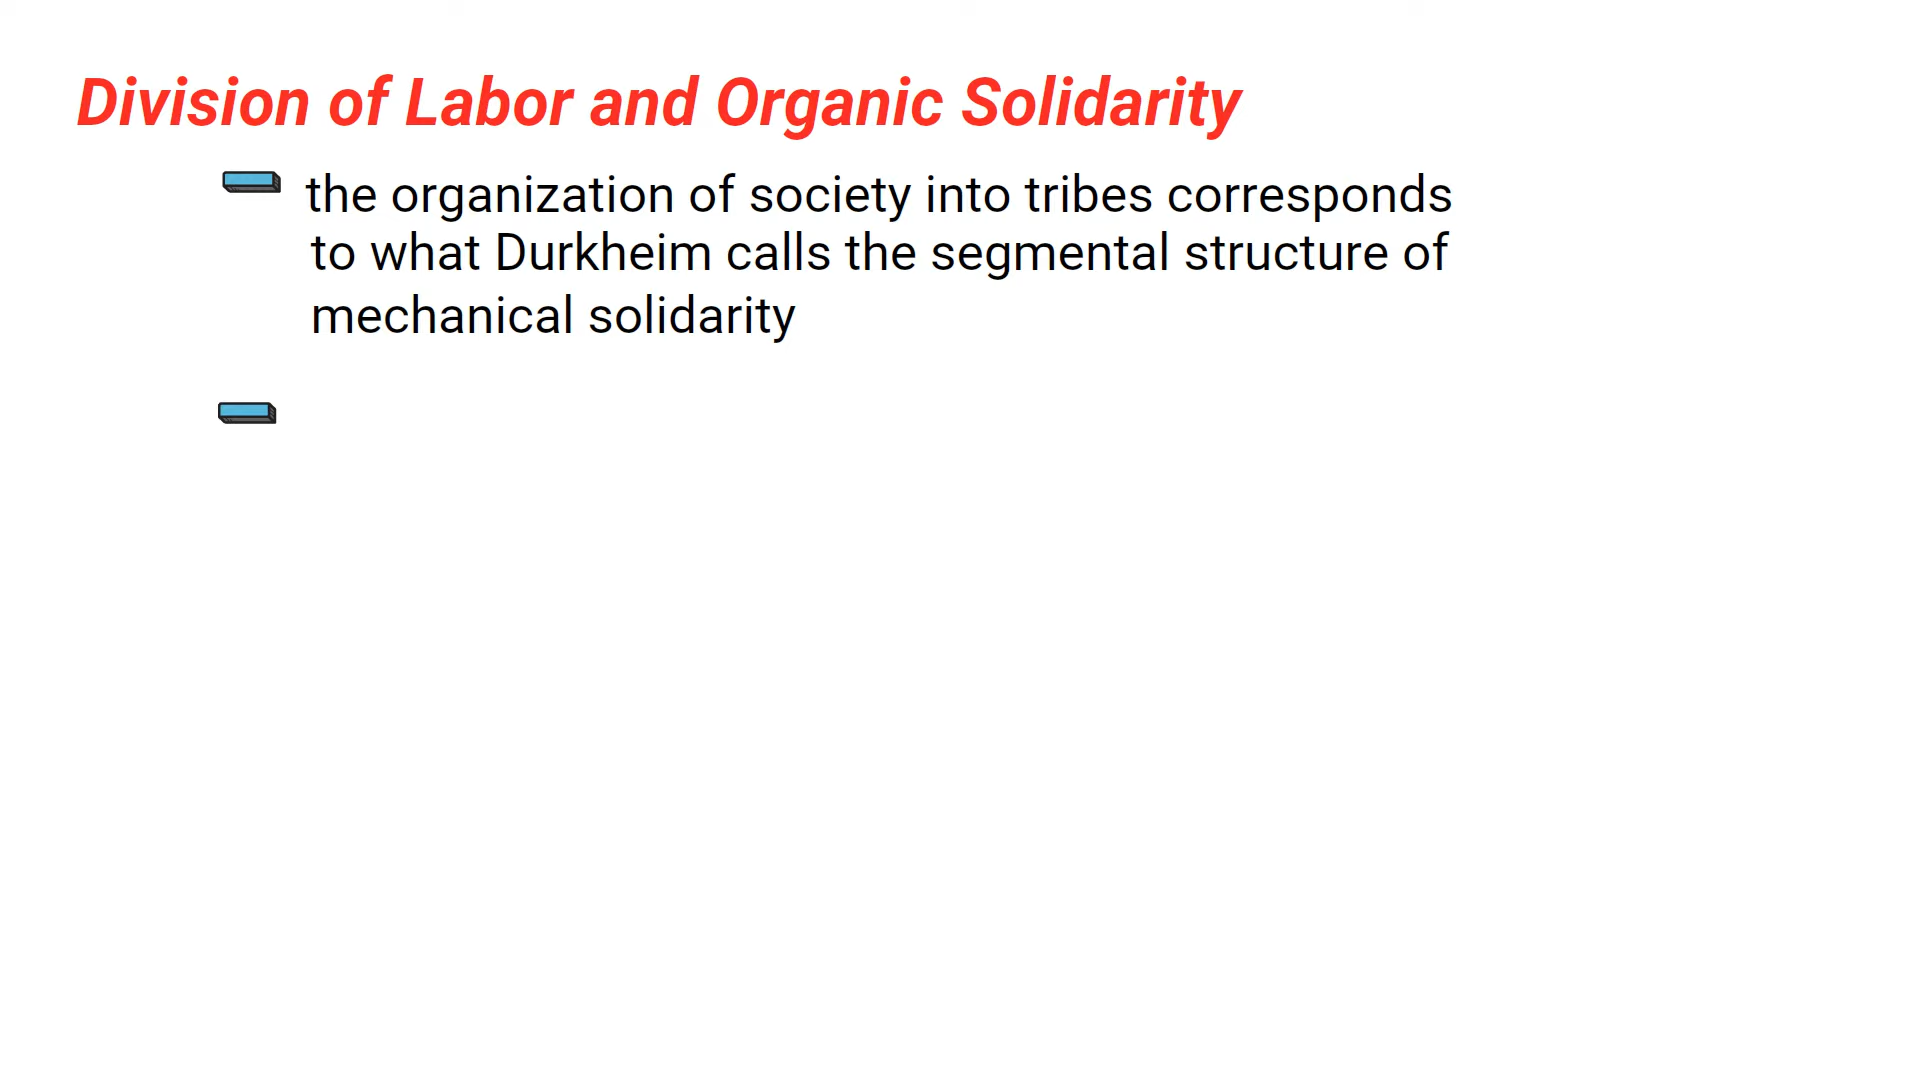 Division of Labor and Organic Solidarity
the organization of society into tribes corresponds
to what Durkheim calls the segmental structure of
mechanical solidarity